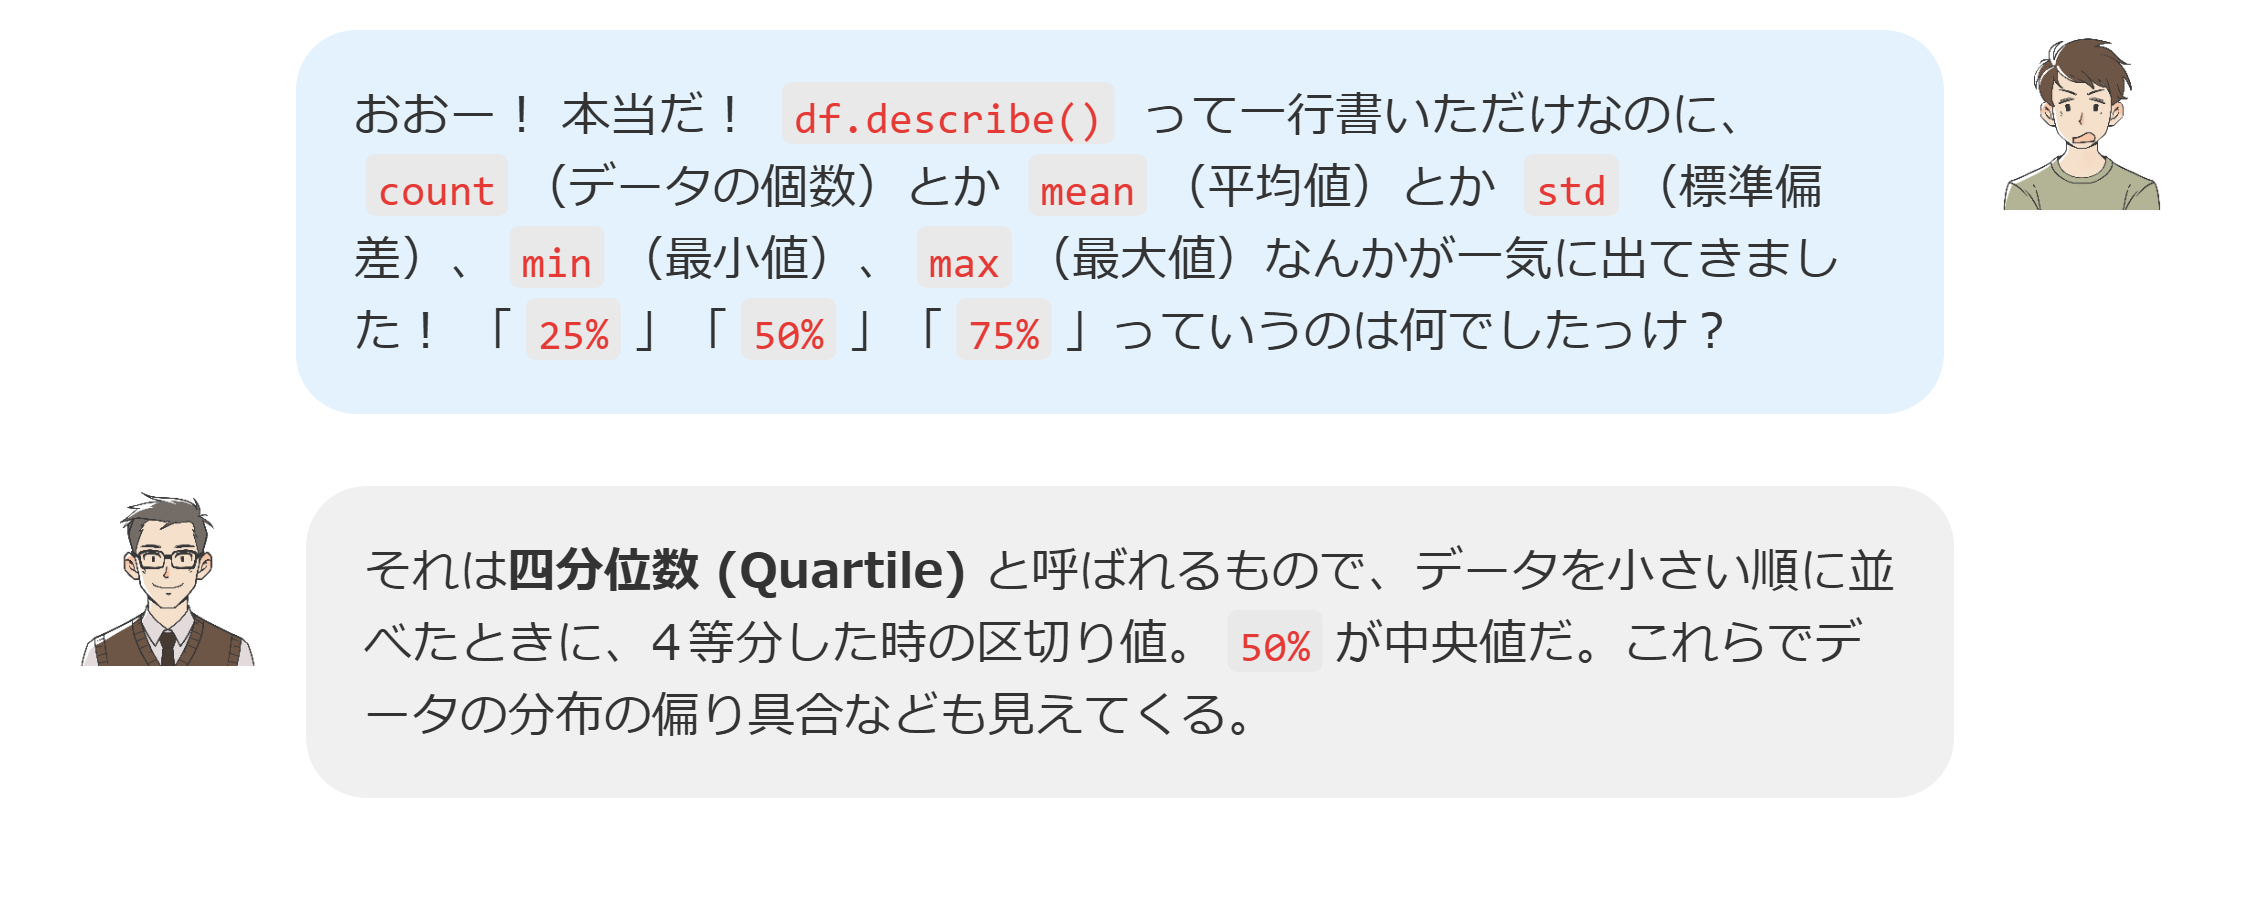 おおー！ 本当だ！ df.describe() って一行書いただけなのに、
count （データの個数）とか mean （平均値）とか std （標準偏
差）、 min （最小値）、 max （最大値）なんかが一気に出てきまし
た！ 「 25% 」「 50% 」「 75% 」っていうのは何でしたっけ？
それは四分位数 (Quartile) と呼ばれるもので、データを小さい順に並
べたときに、４等分した時の区切り値。 50% が中央値だ。これらでデ
ータの分布の偏り具合なども見えてくる。